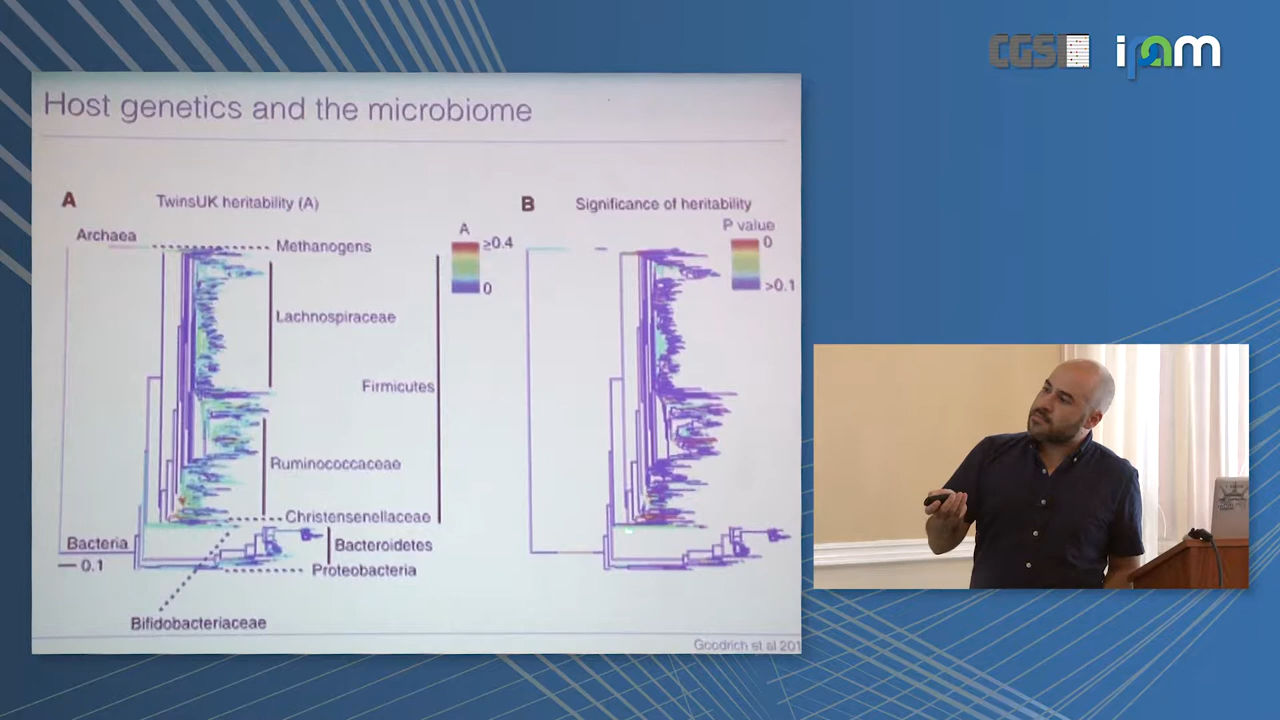 CGSI
ipam
Host genetics and the microbiome
A
TwinsUK heritability (A)
B
Significance of heritability
Archaea
Methanogens
A
≥0.4
0
P value
0
>0.1
Lachnospiraceae
Firmicutes
Ruminococcaceae
Christensenellaceae
Bacteria
0.1
Bacteroidetes
Proteobacteria
Bifidobacteriaceae
Goodrich et al 201